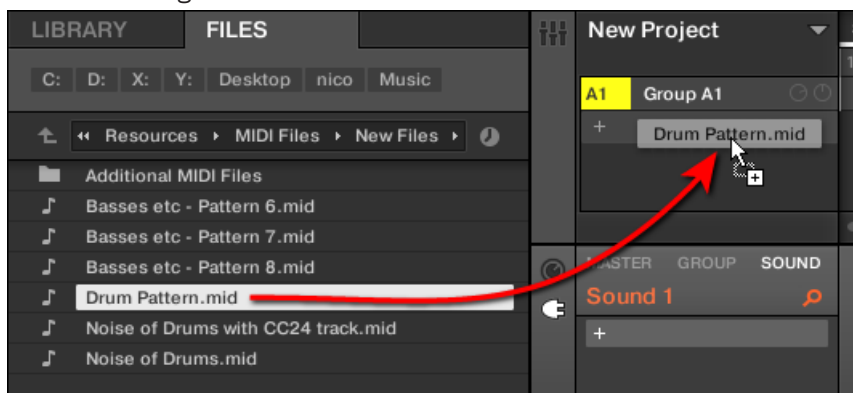 LIBRARY FILES
C: D: X: Y: Desktop nico Music
Resources MIDI Files New Files
Additional MIDI Files
Basses etc - Pattern 6.mid
Basses etc - Pattern 7.mid
Basses etc - Pattern 8.mid
Drum Pattern.mid
Noise of Drums with CC24 track.mid
Noise of Drums.mid
New Project
A1 Group A1
+ Drum Pattern.mid
MASTER GROUP SOUND
Sound 1
+